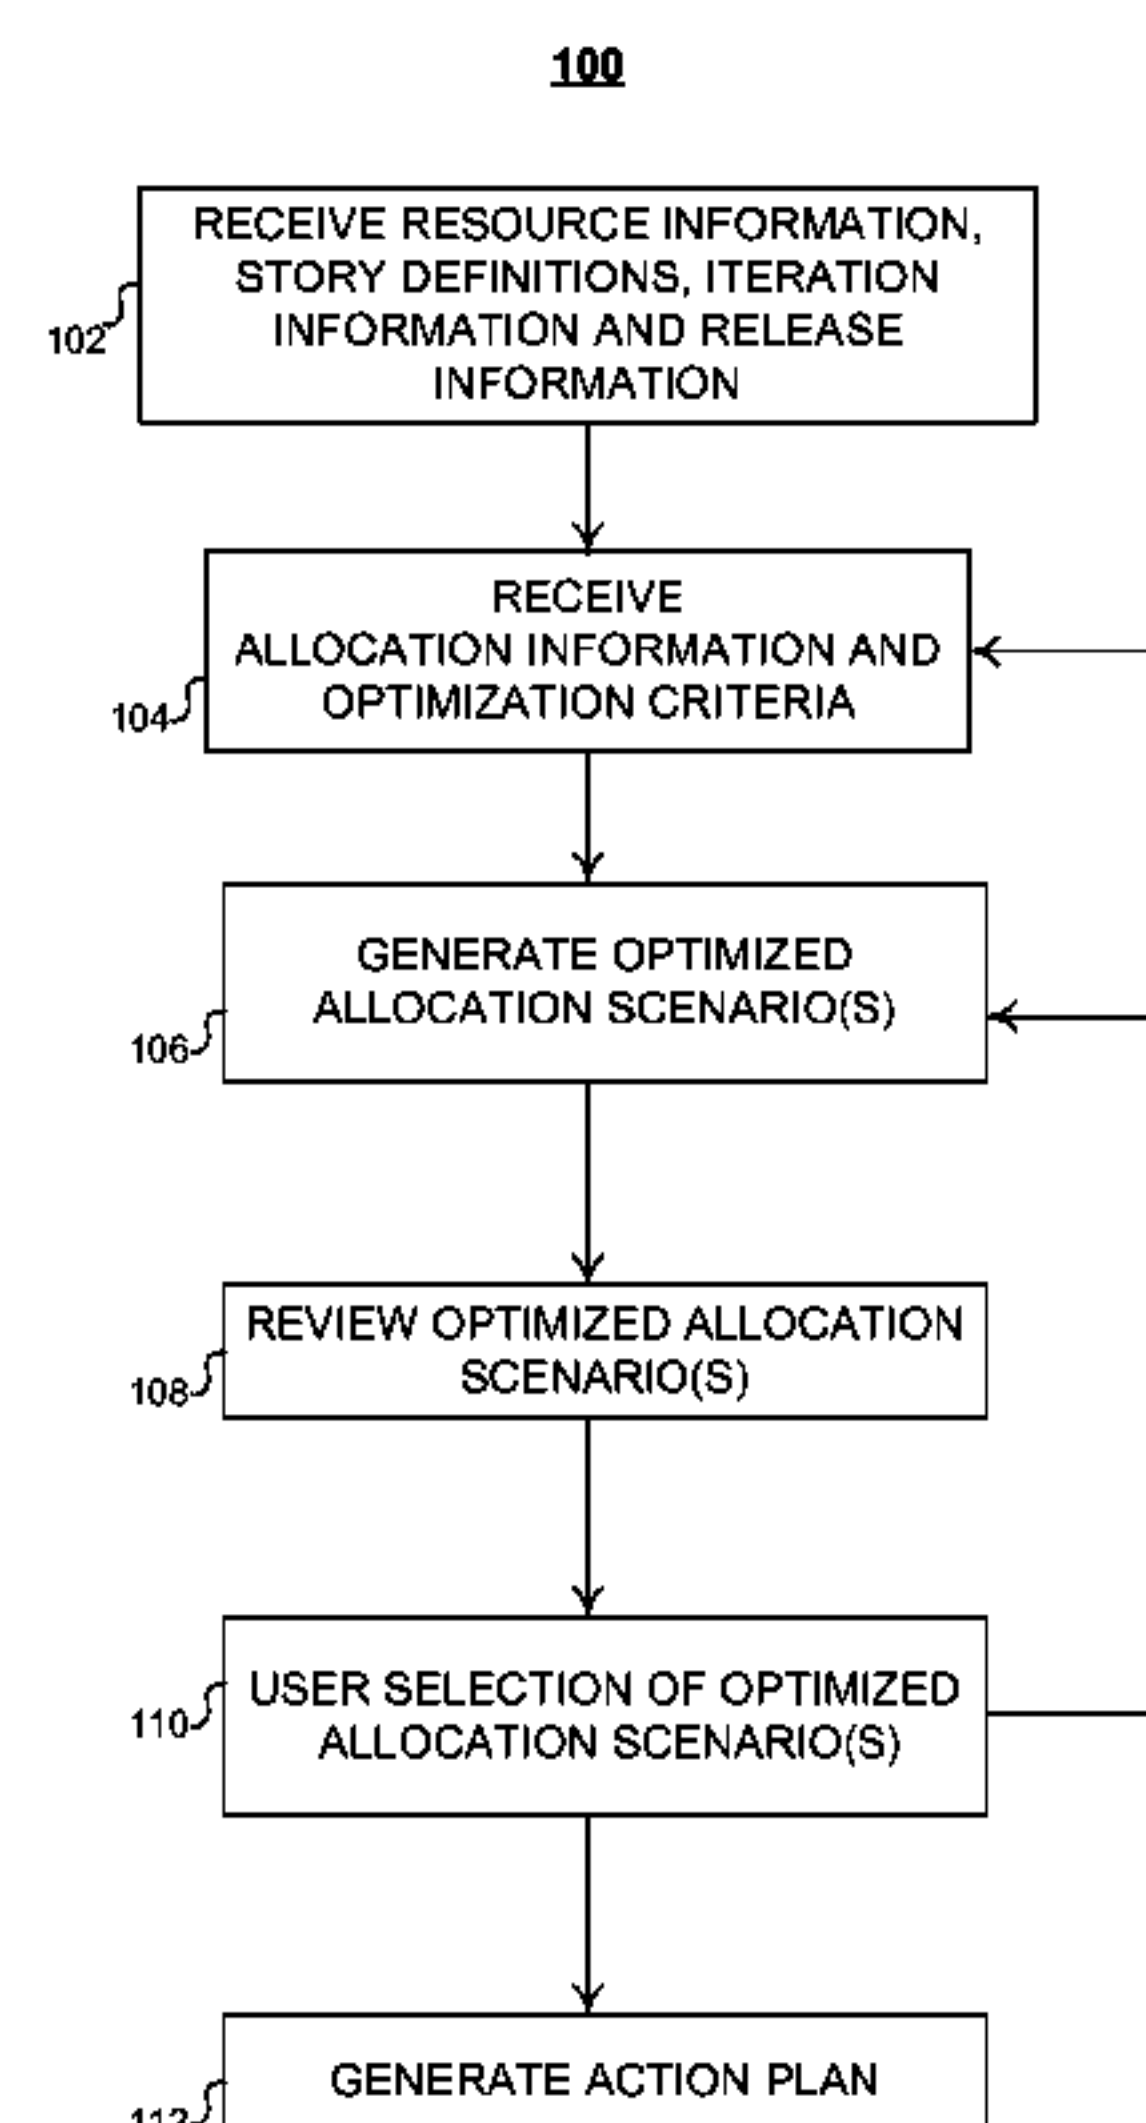 100
RECEIVE RESOURCE INFORMATION,
STORY DEFINITIONS, ITERATION
INFORMATION AND RELEASE
INFORMATION
102
RECEIVE
ALLOCATION INFORMATION AND
OPTIMIZATION CRITERIA
104
GENERATE OPTIMIZED
ALLOCATION SCENARIO(S)
106
REVIEW OPTIMIZED ALLOCATION
SCENARIO(S)
108
USER SELECTION OF OPTIMIZED
ALLOCATION SCENARIO(S)
110
GENERATE ACTION PLAN
112